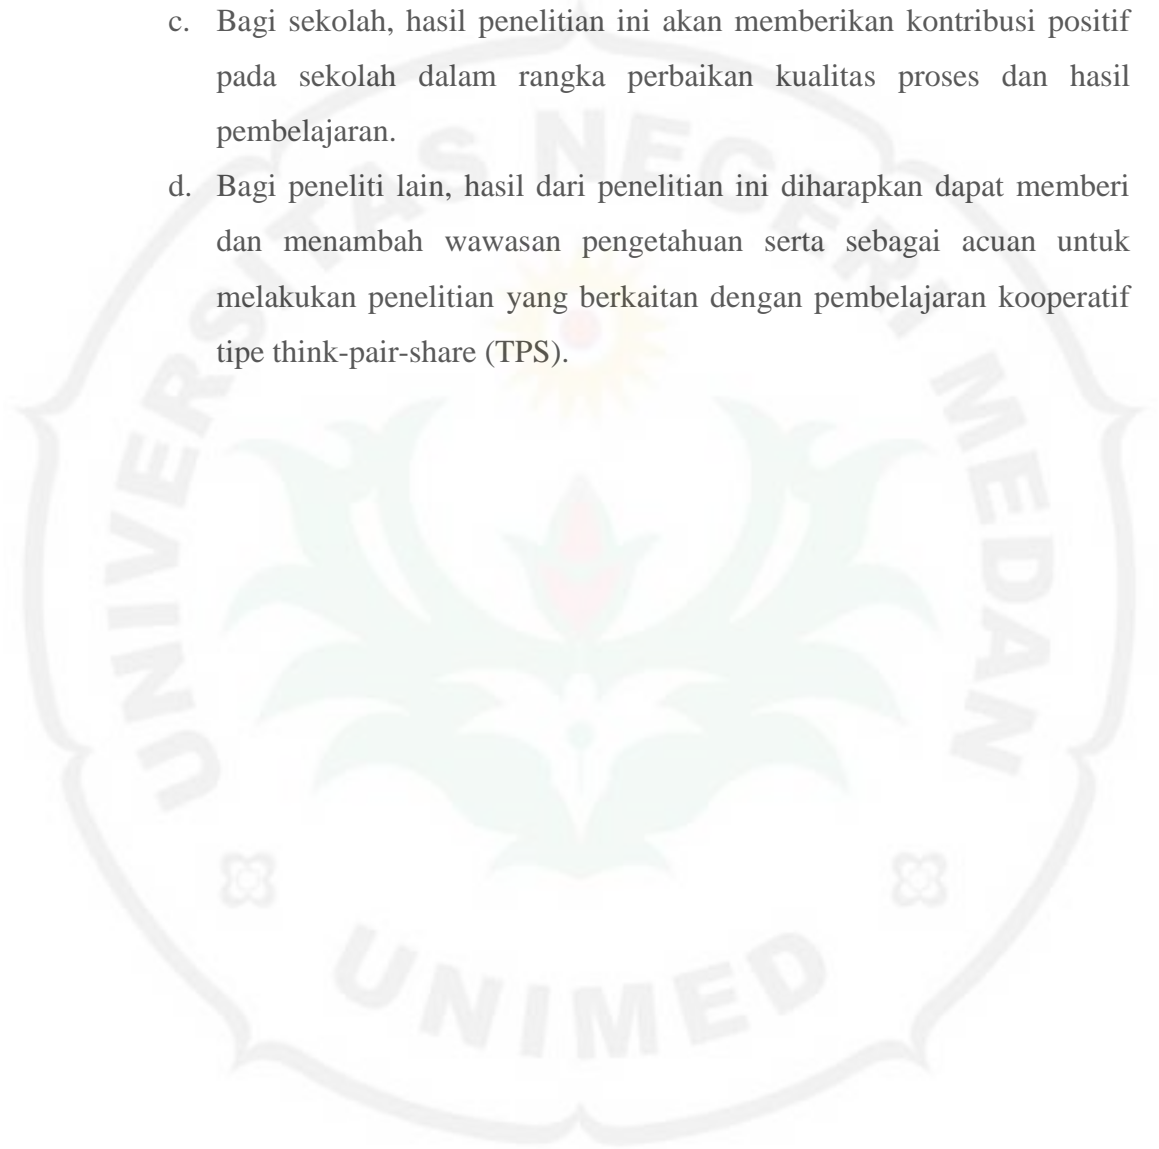 c. Bagi sekolah, hasil penelitian ini akan memberikan kontribusi positif
pada sekolah dalam rangka perbaikan kualitas proses dan hasil
pembelajaran.
d. Bagi peneliti lain, hasil dari penelitian ini diharapkan dapat memberi
dan menambah wawasan pengetahuan serta sebagai acuan untuk
melakukan penelitian yang berkaitan dengan pembelajaran kooperatif
tipe think-pair-share (TPS).
UNIVERSITAS NEGERI MEDAN
UNIMED